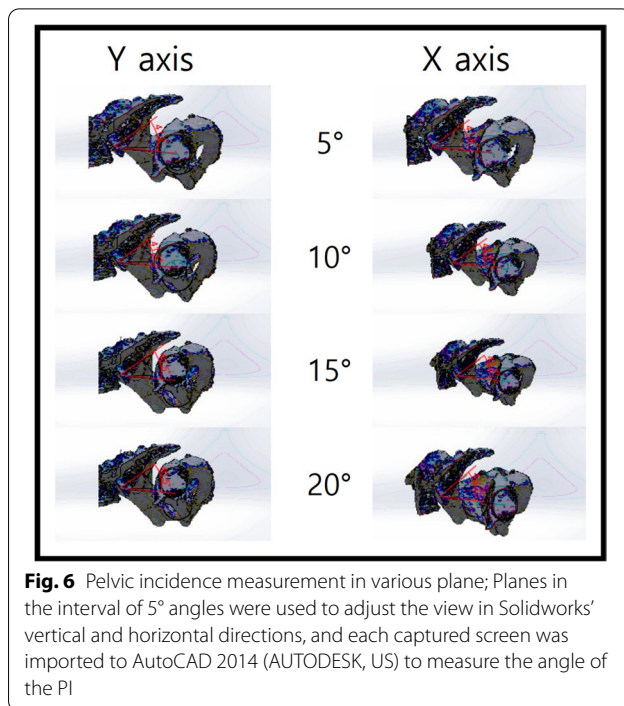 Y axis
X axis
5°
10°
15°
20°
Fig. 6 Pelvic incidence measurement in various plane; Planes in
the interval of 5° angles were used to adjust the view in Solidworks'
vertical and horizontal directions, and each captured screen was
imported to AutoCAD 2014 (AUTODESK, US) to measure the angle of
the PI